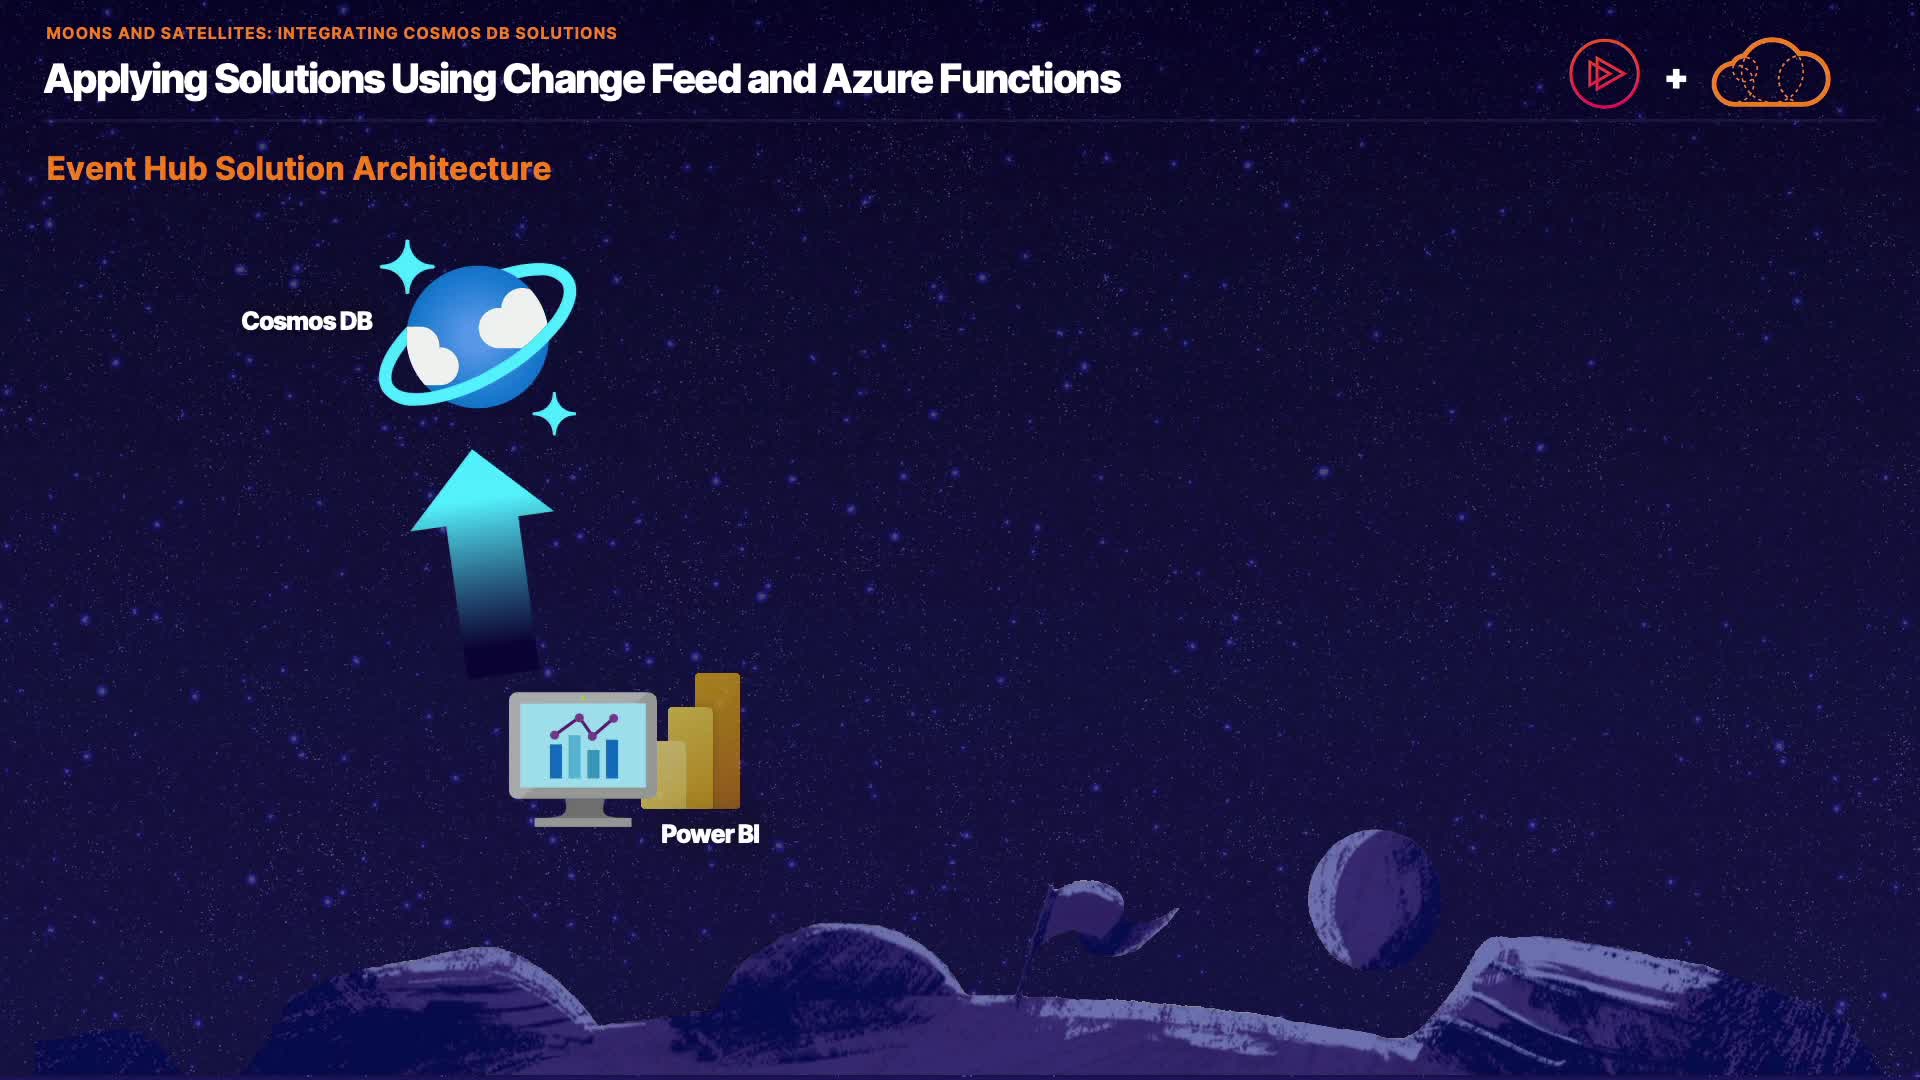 MOONS AND SATELLITES: INTEGRATING COSMOS DB SOLUTIONS
Applying Solutions Using Change Feed and Azure Functions
+
Event Hub Solution Architecture
Cosmos DB
Power BI